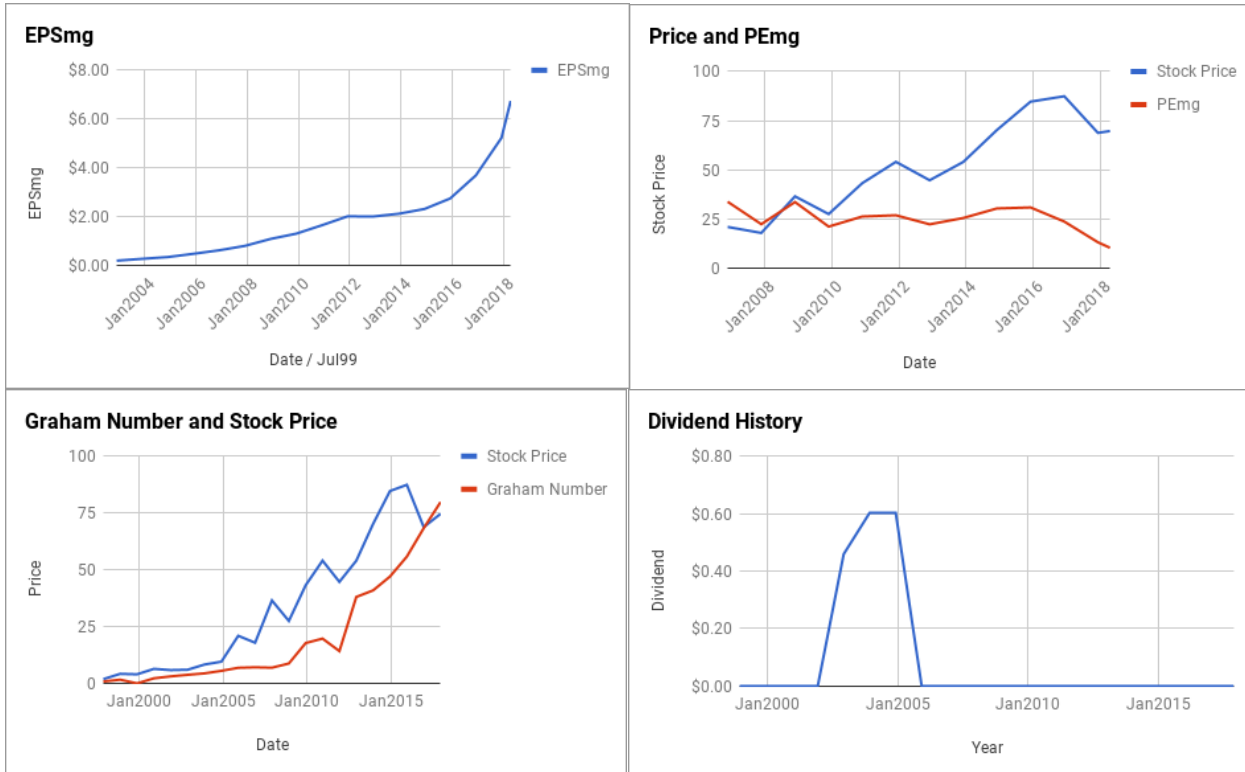 EPSmg
$8.00
$6.00
$4.00
$2.00
$0.00
EPSmg
EPSmg
Jan2004
Jan2006
Jan2008
Jan2010
Jan2012
Jan2014
Jan2016
Jan2018
Date / Jul99
Price and PEmg
100
75
50
25
0
Stock Price
Stock Price
PEmg
Jan2008
Jan2010
Jan2012
Jan2014
Jan2016
Jan2018
Date
Graham Number and Stock Price
100
75
50
25
0
Price
Stock Price
Graham Number
Jan2000
Jan2005
Jan2010
Jan2015
Date
Dividend History
$0.80
$0.60
$0.40
$0.20
$0.00
Dividend
Jan2000
Jan2005
Jan2010
Jan2015
Year